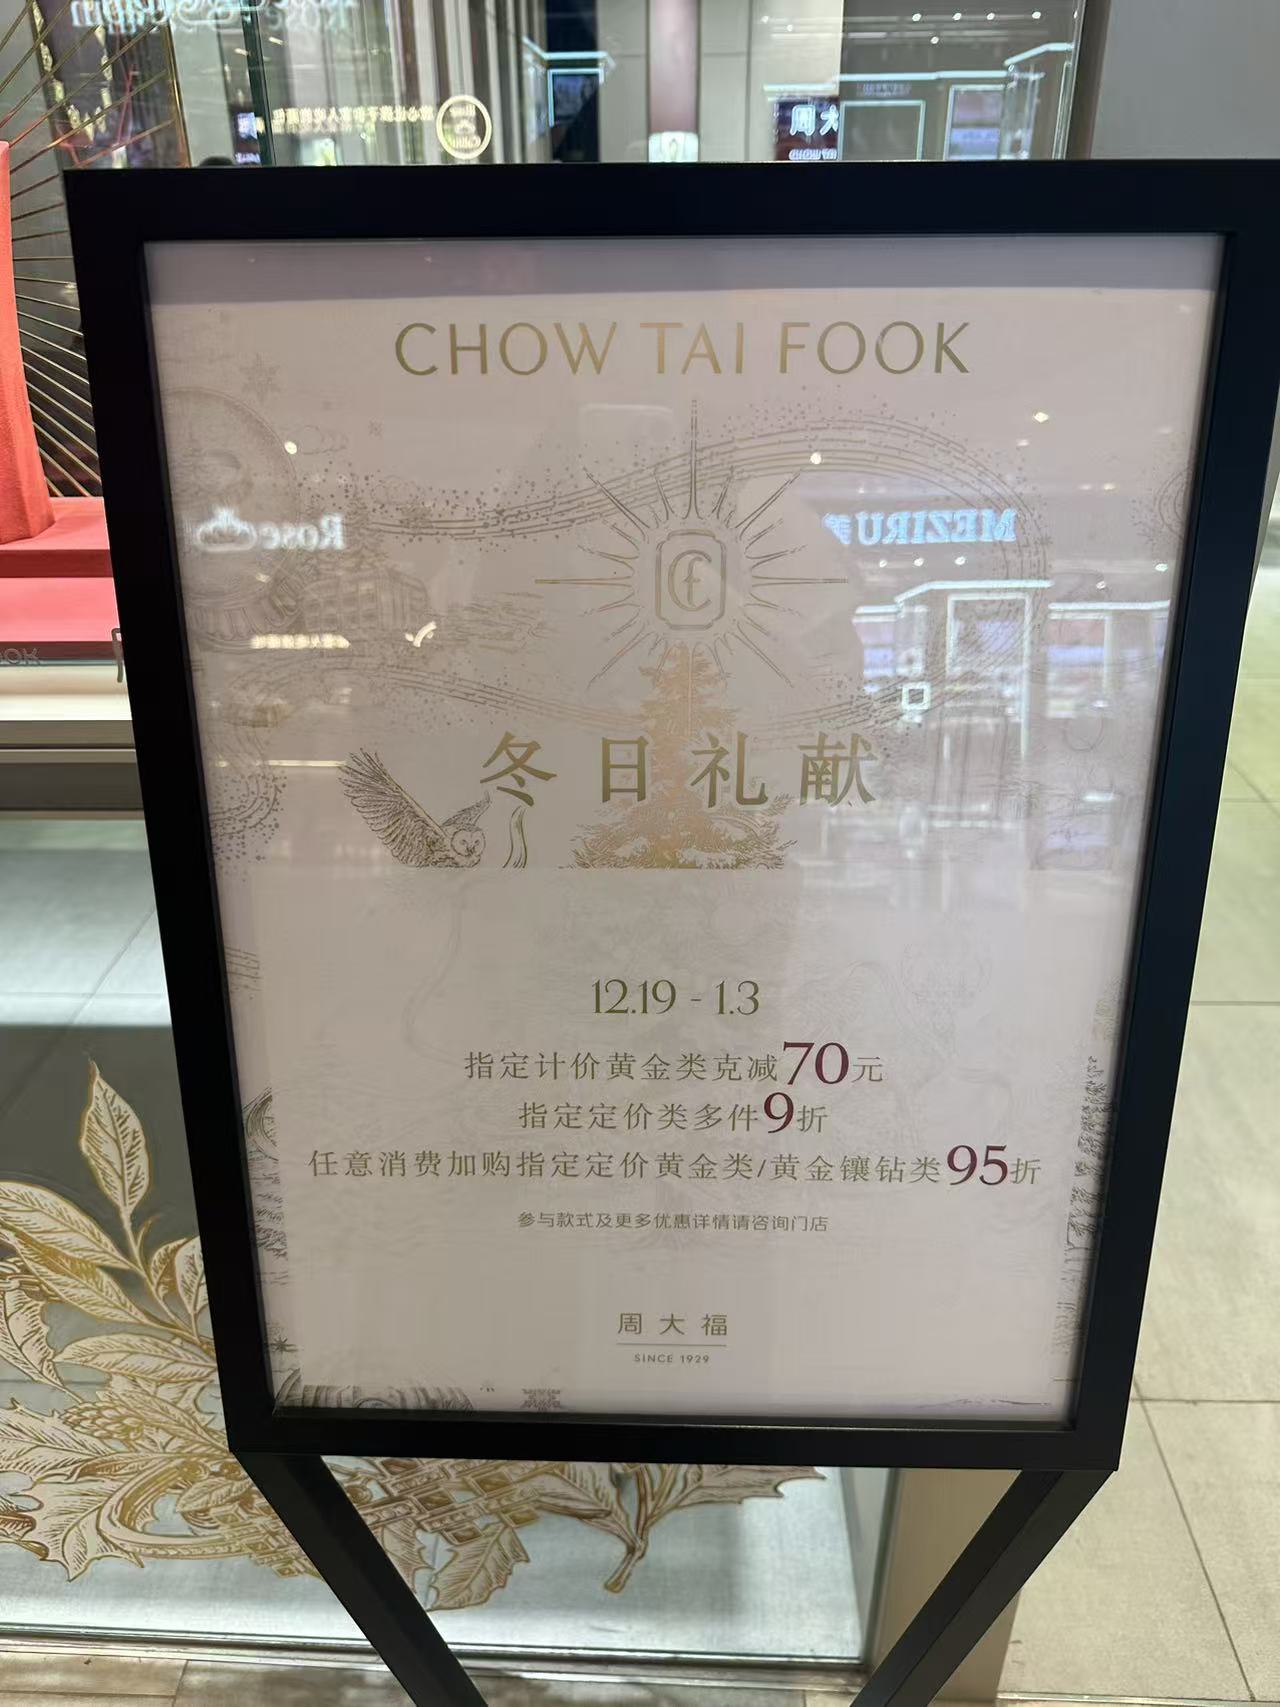 CHOW TAI FOOK
冬日礼献
12.19 - 1.3
指定计价黄金类克减70元
指定定价类多件9折
任意消费加购指定定价黄金类/黄金镶钻类95折
参与款式及更多优惠详情请咨询门店
周大福
SINCE 1929
Rose
MEZIRU